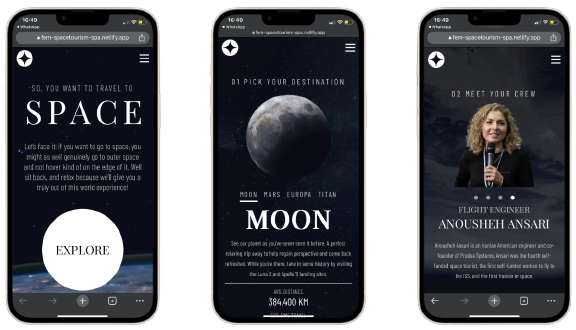 16:49
WhatsApp
fem-spacetourism-spa.netlify.app
SO, YOU WANT TO TRAVEL TO
SPACE
Let's face it; if you want to go to space, you
might as well genuinely go to outer space
and not hover kind of on the edge of it. Well
sit back, and relax because we'll give you a
truly out of this world experience!
EXPLORE
16:49
WhatsApp
fem-spacetourism-spa.netlify.app
01 PICK YOUR DESTINATION
MOON MARS EUROPA TITAN
MOON
See our planet as you've never seen it before. A perfect
relaxing trip away to help regain perspective and come back
refreshed. While you're there, take in some history by visiting
the Luna 2 and Apollo 11 landing sites.
AVG. DISTANCE
384,400 KM
EST. TRAVEL TIME
16:49
WhatsApp
fem-spacetourism-spa.netlify.app
02 MEET YOUR CREW
FLIGHT ENGINEER
ANOUSHEH ANSARI
Anousheh Ansari is an Iranian American engineer and co-
founder of Prodea Systems. Ansari was the fourth self-
funded space tourist, the first self-funded woman to fly to
the ISS, and the first Iranian in space.